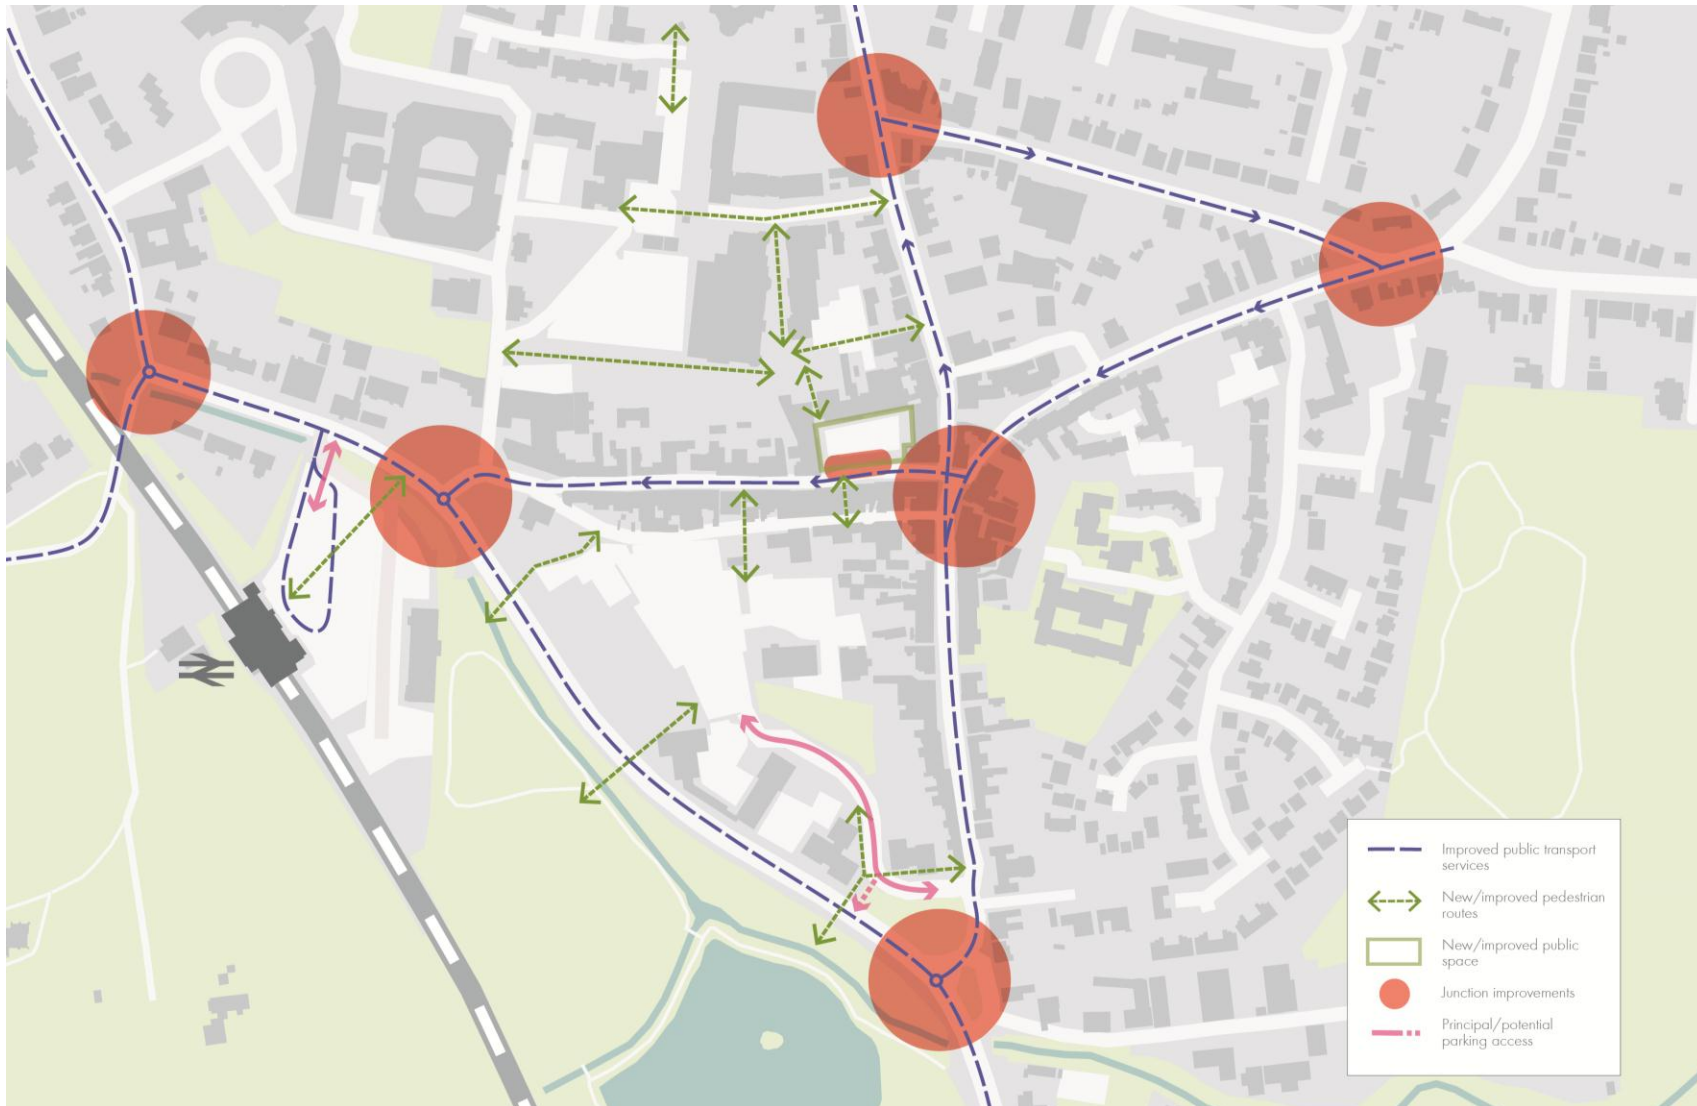 Improved public transport
services
New/improved pedestrian
routes
New/improved public
space
Junction improvements
Principal/potential
parking access